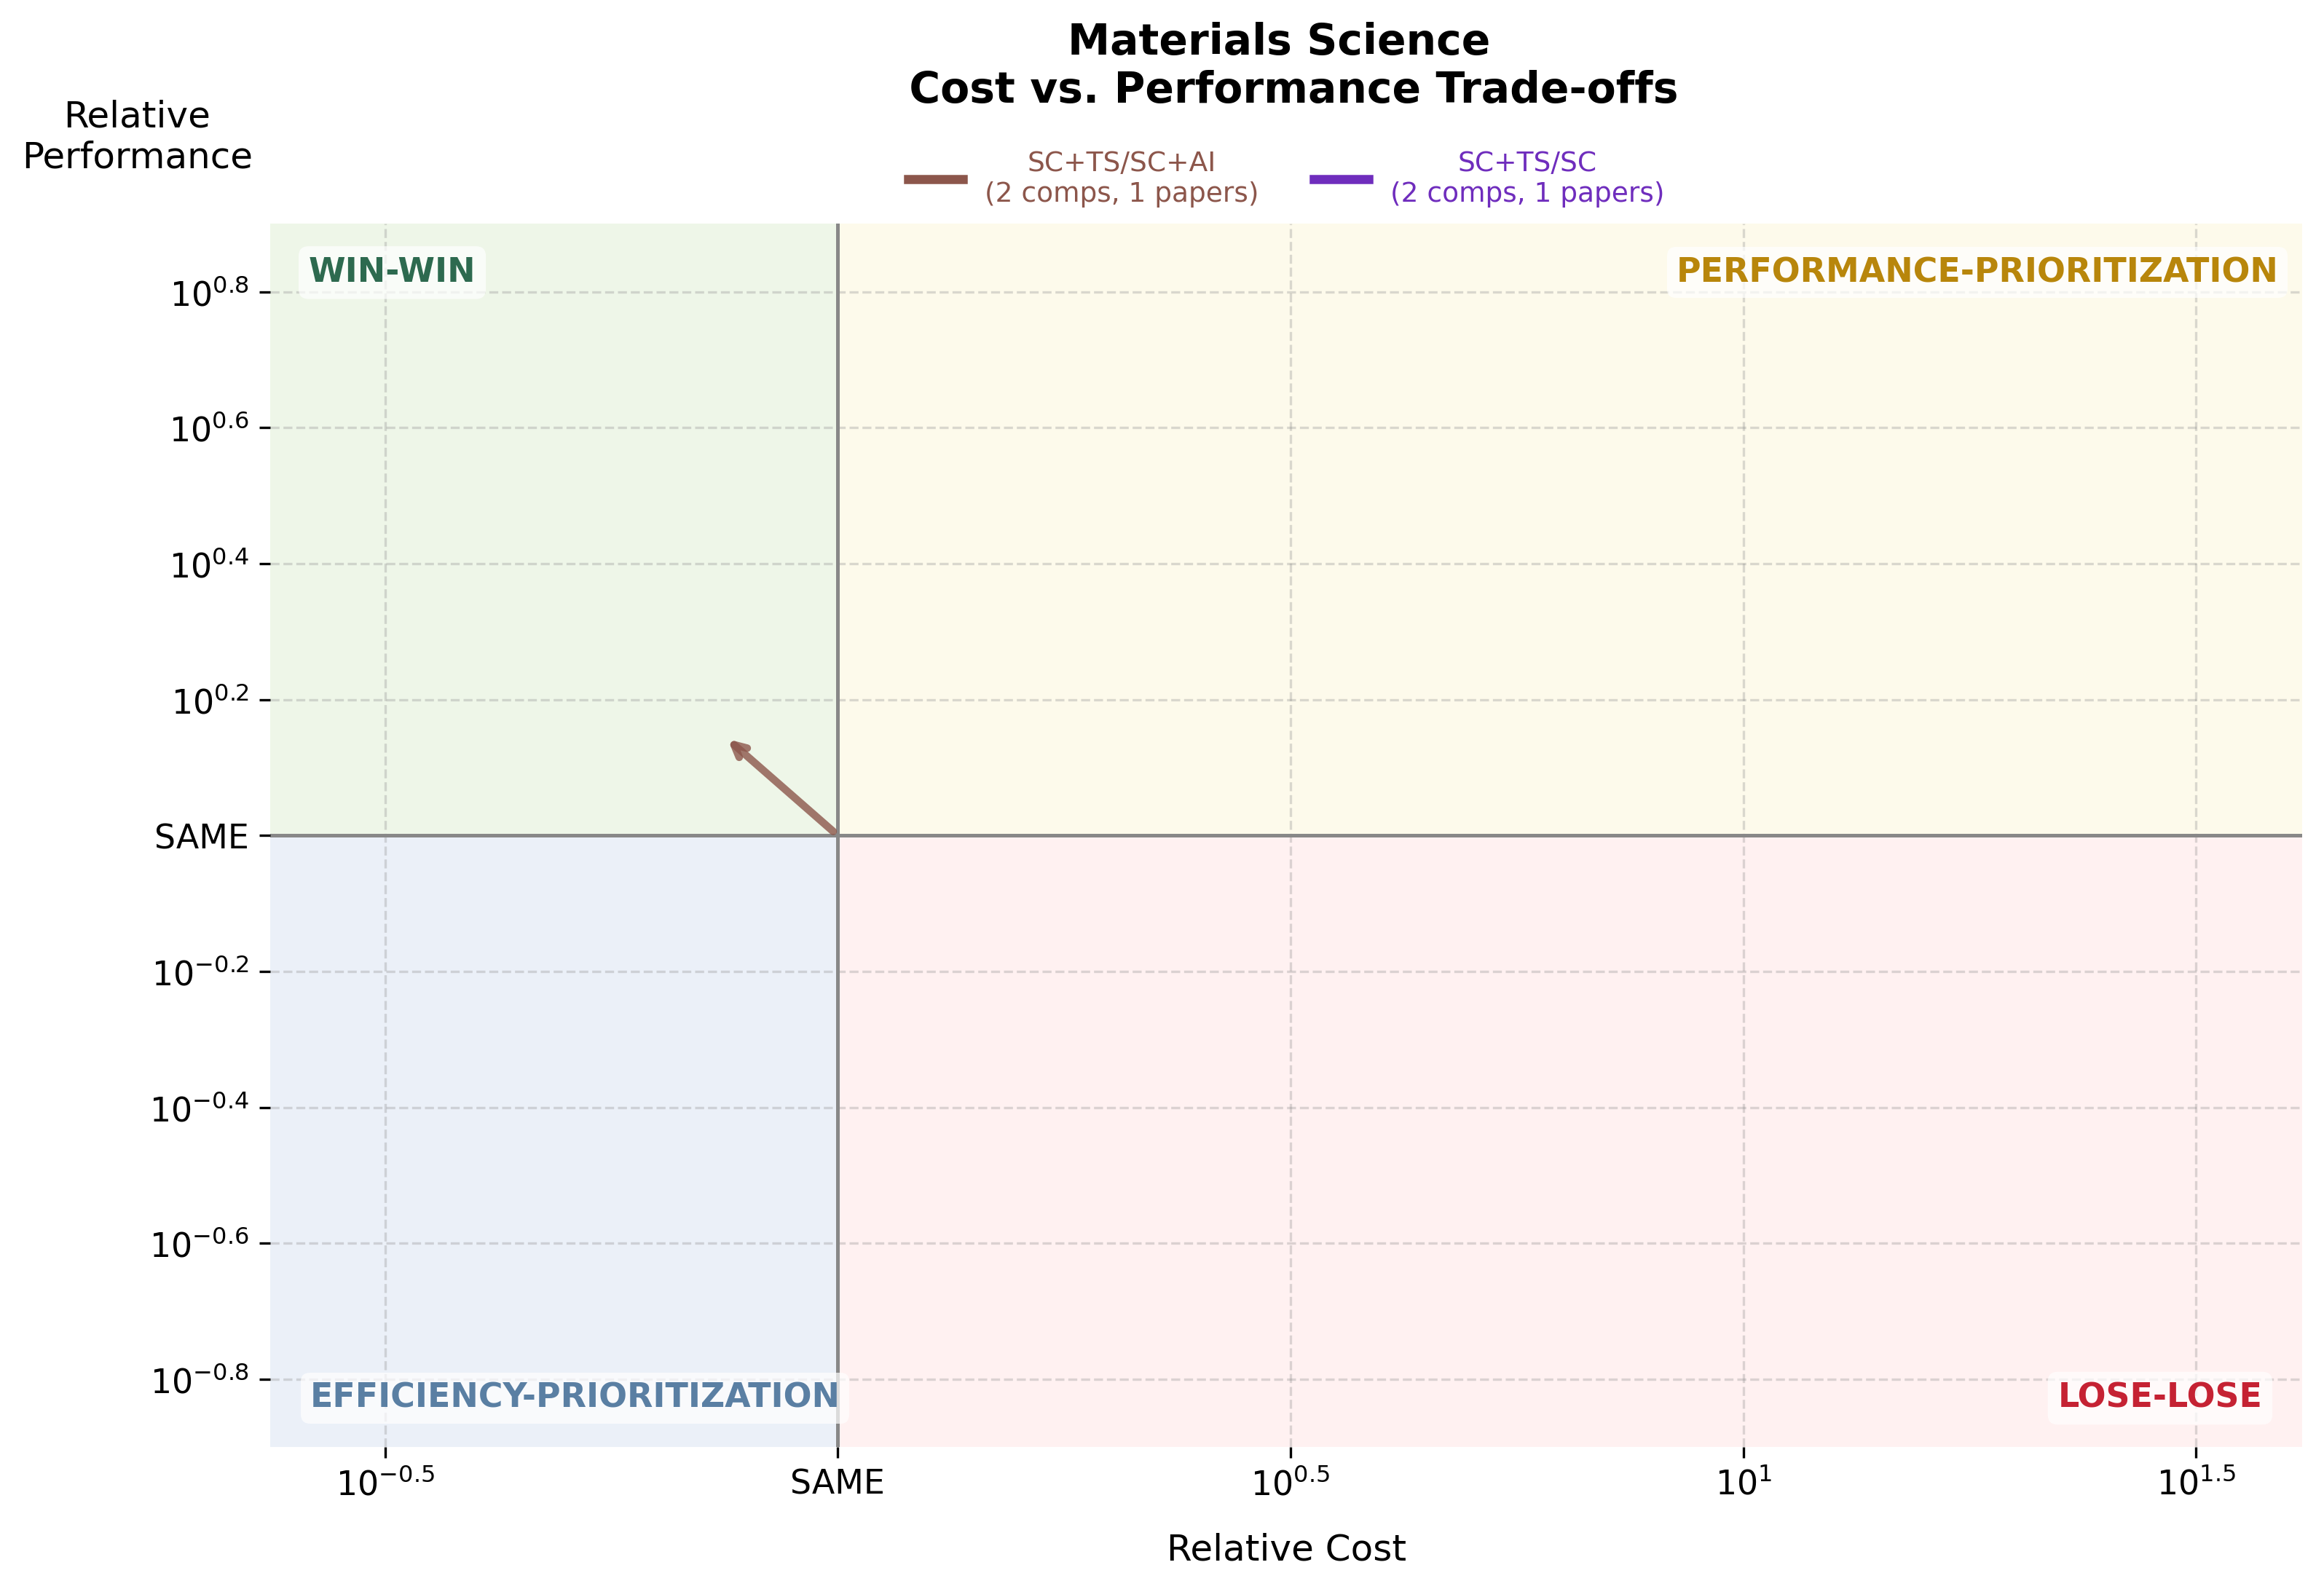 Materials Science
Cost vs. Performance Trade-offs
Relative
Performance
SC+TS/SC+AI
(2 comps, 1 papers)
SC+TS/SC
(2 comps, 1 papers)
WIN-WIN
PERFORMANCE-PRIORITIZATION
10^0.8
10^0.6
10^0.4
10^0.2
SAME
10^−0.2
10^−0.4
10^−0.6
10^−0.8
EFFICIENCY-PRIORITIZATION
LOSE-LOSE
10^−0.5
SAME
10^0.5
10^1
10^1.5
Relative Cost